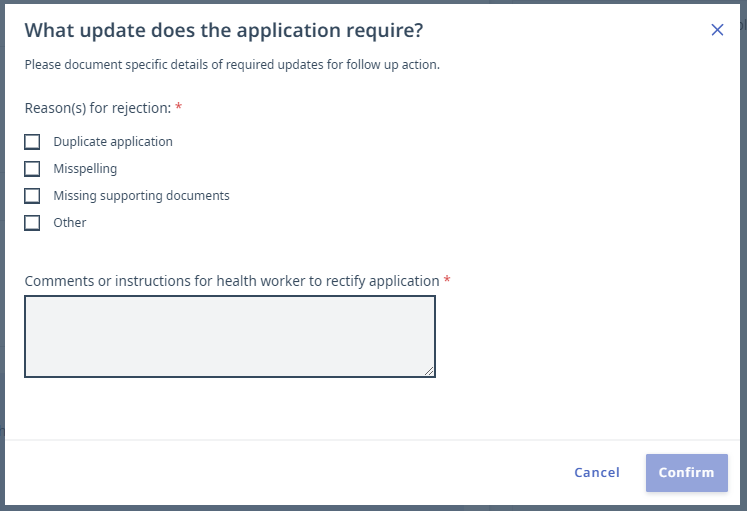 What update does the application require?
Please document specific details of required updates for follow up action.
Reason(s) for rejection: *
Duplicate application
Misspelling
Missing supporting documents
Other
Comments or instructions for health worker to rectify application *
Cancel Confirm